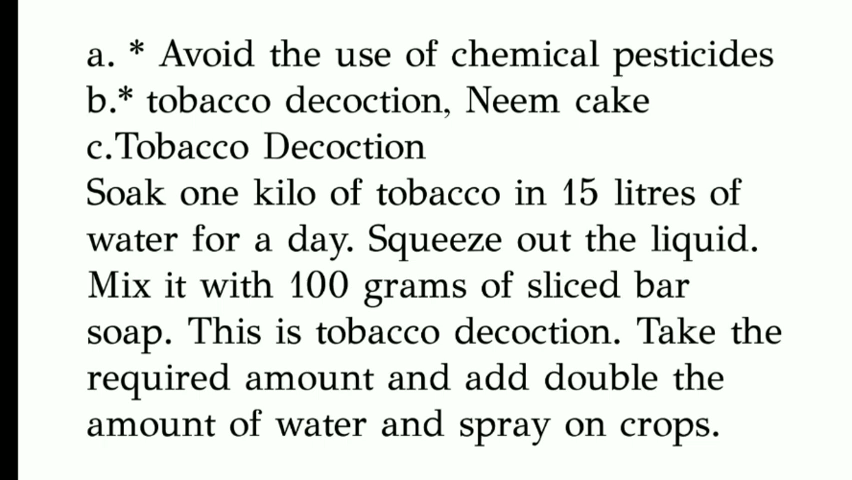 a. * Avoid the use of chemical pesticides
b.* tobacco decoction, Neem cake
c.Tobacco Decoction
Soak one kilo of tobacco in 15 litres of
water for a day. Squeeze out the liquid.
Mix it with 100 grams of sliced bar
soap. This is tobacco decoction. Take the
required amount and add double the
amount of water and spray on crops.